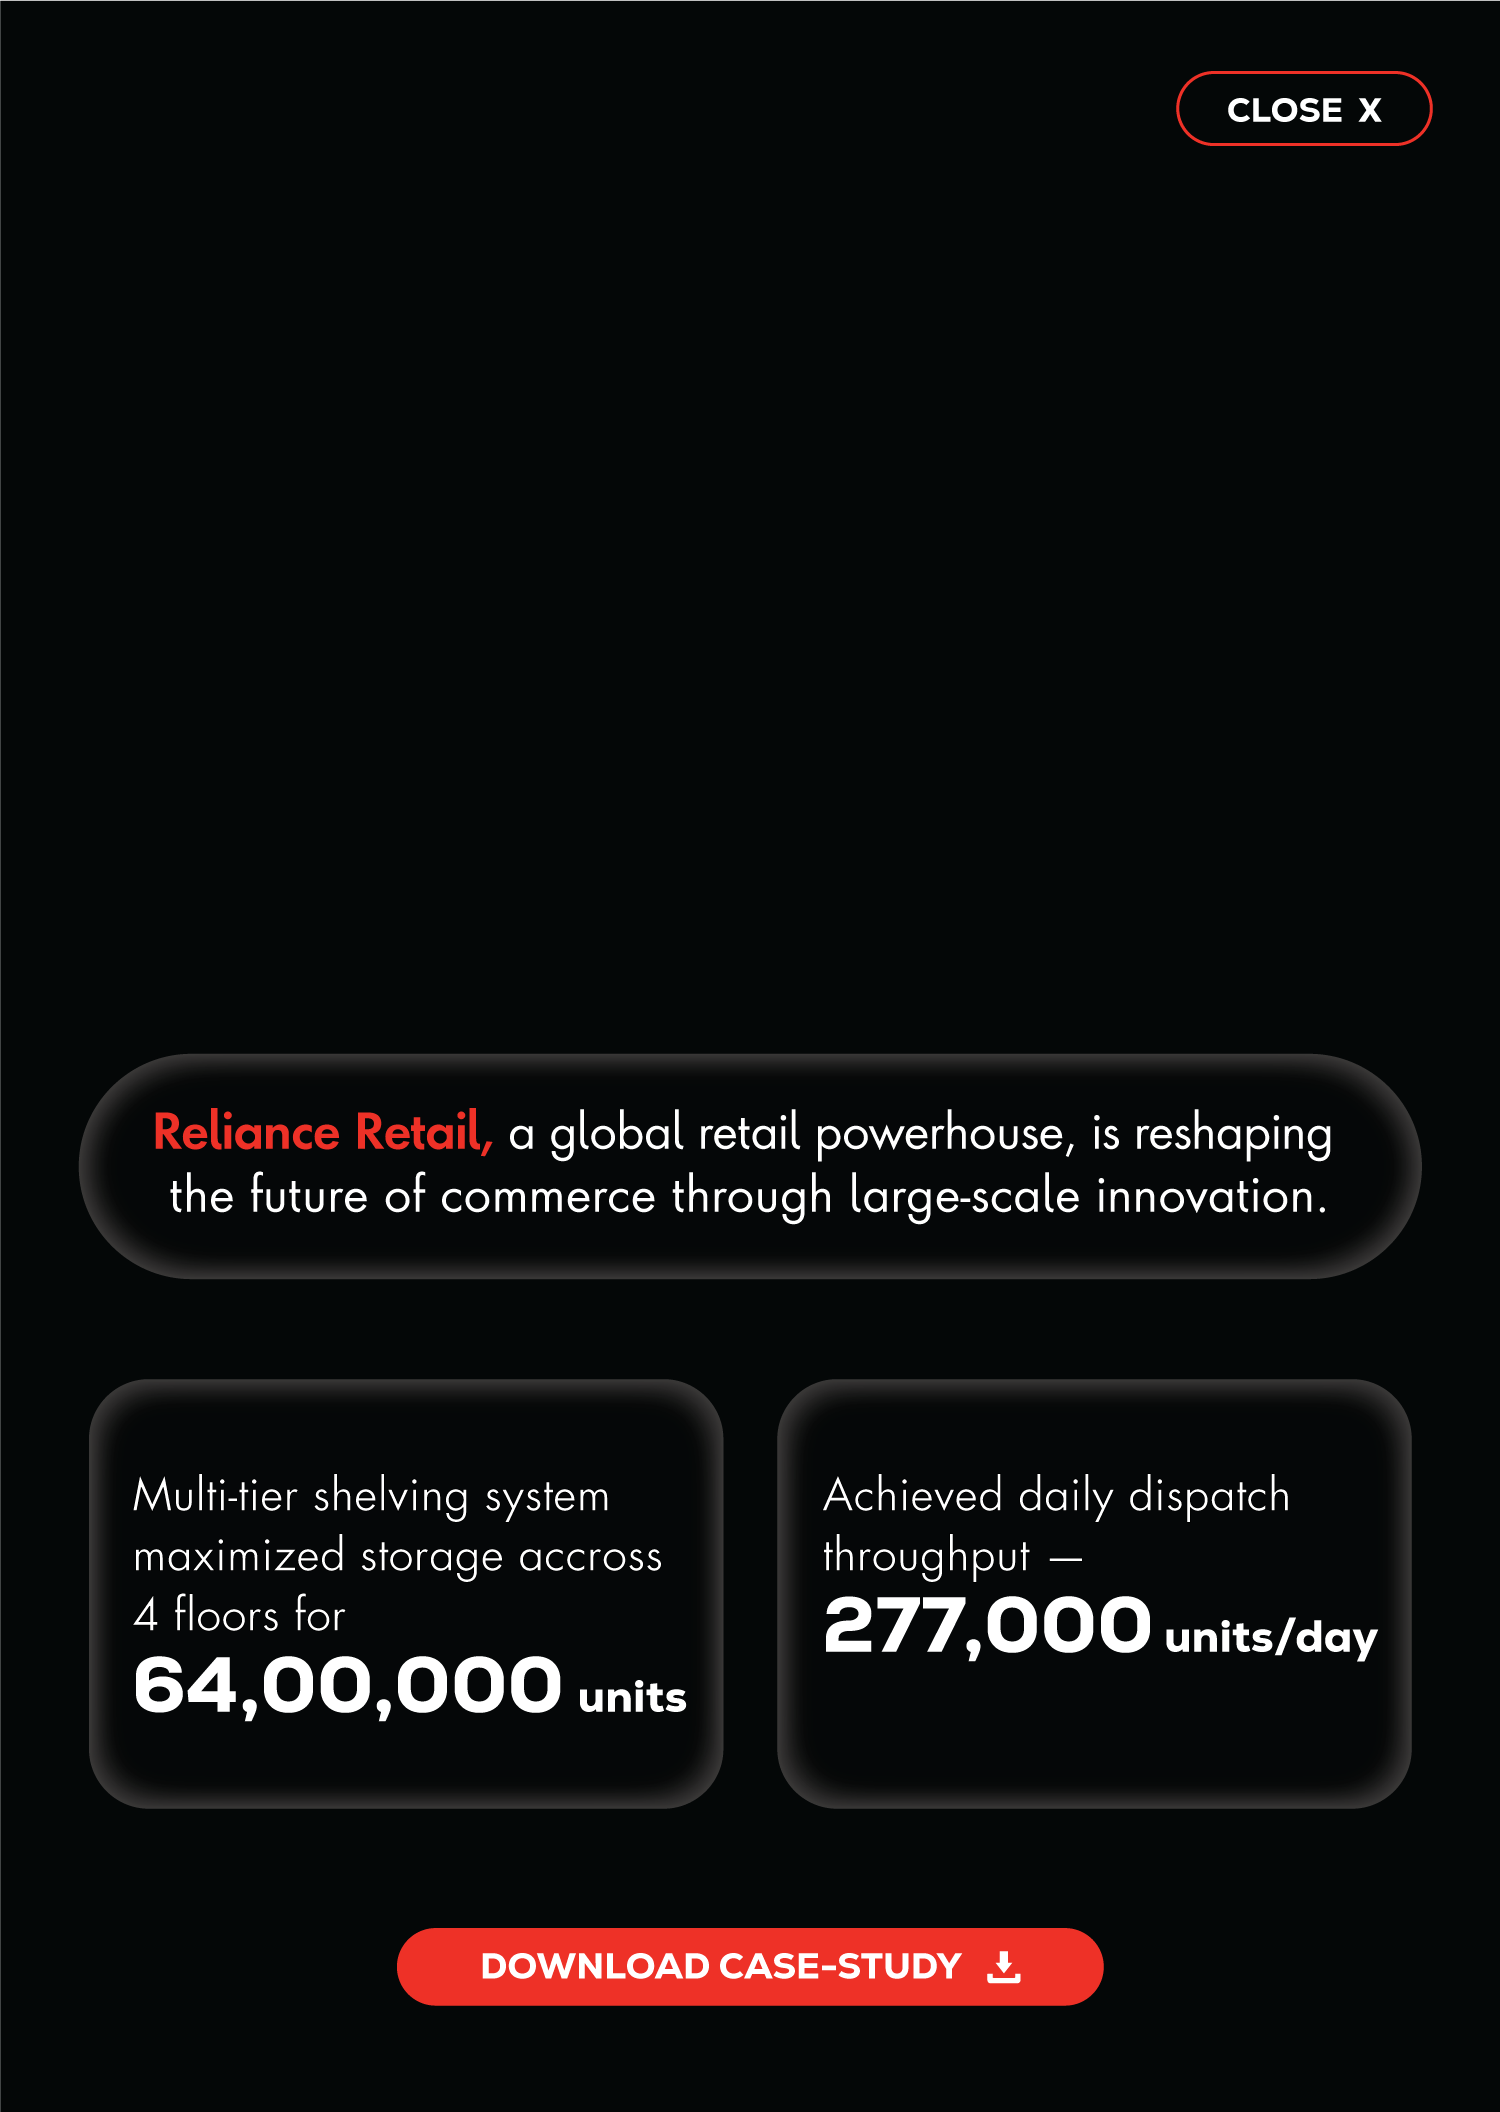 CLOSE X
Reliance Retail, a global retail powerhouse, is reshaping
the future of commerce through large-scale innovation.
Multi-tier shelving system
maximized storage accross
4 floors for
64,00,000 units
Achieved daily dispatch
throughput —
277,000 units/day
DOWNLOAD CASE-STUDY